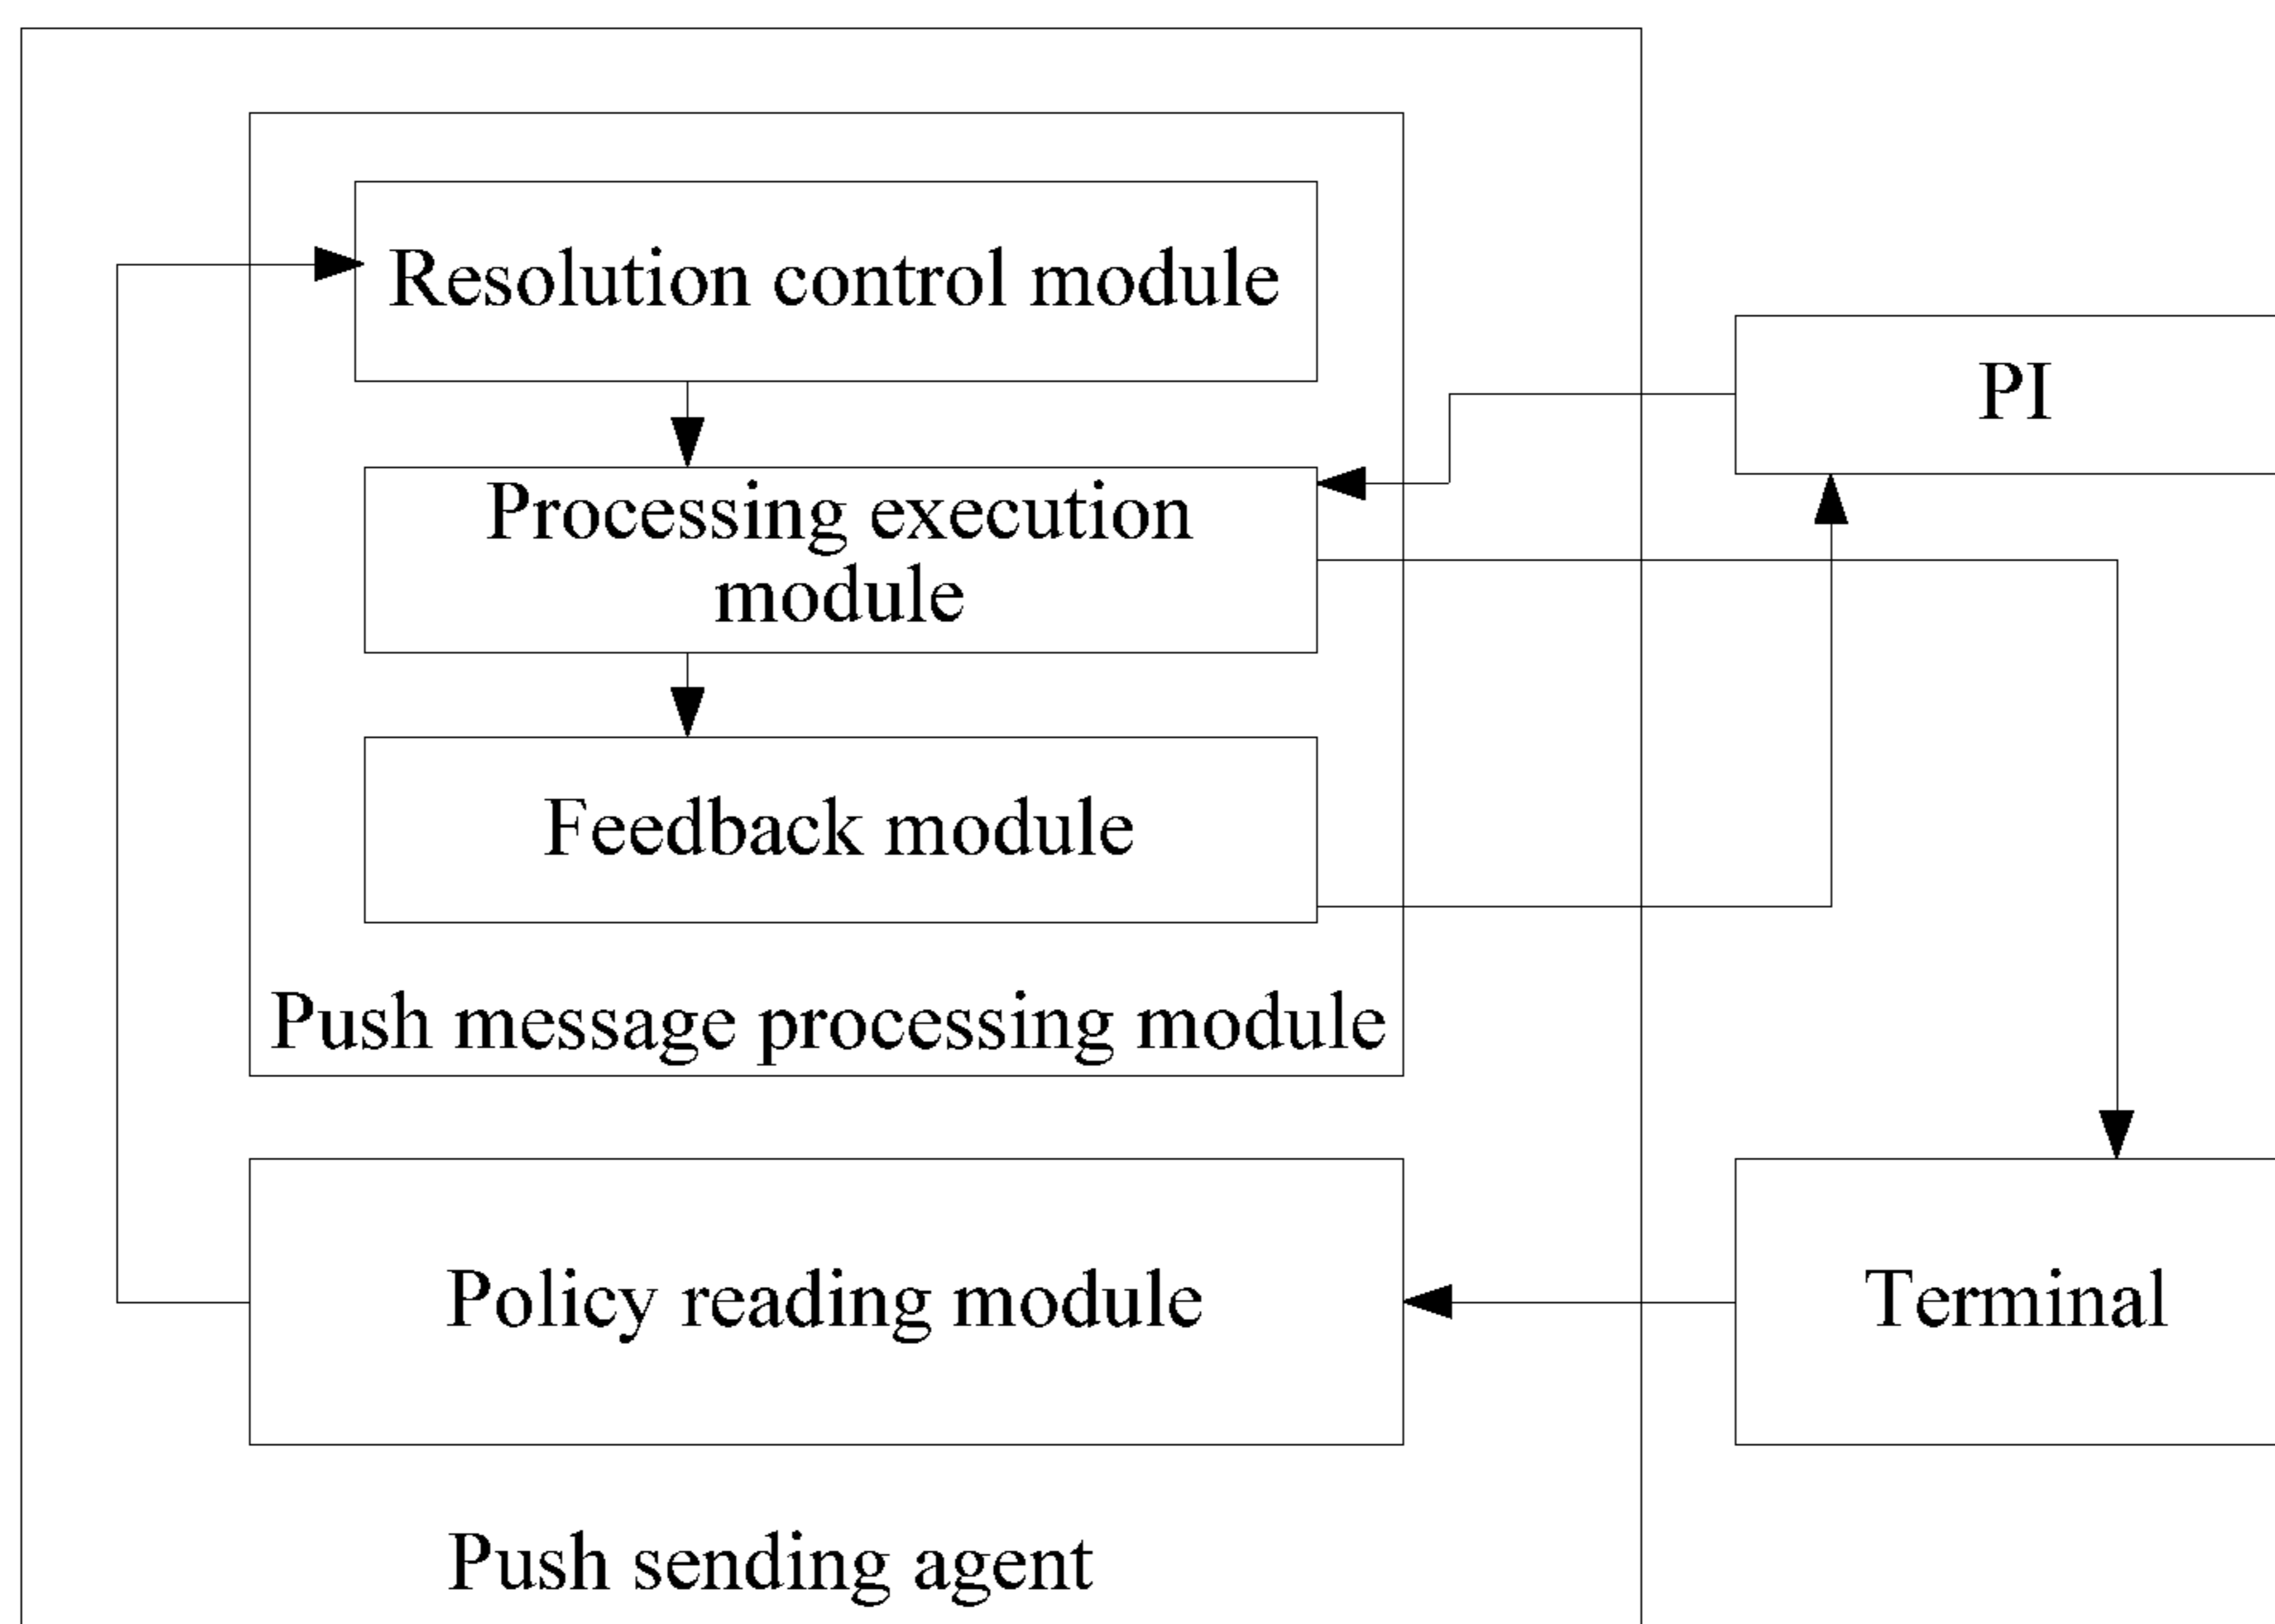 Resolution control module
PI
Processing execution
module
Feedback module
Push message processing module
Policy reading module
Terminal
Push sending agent